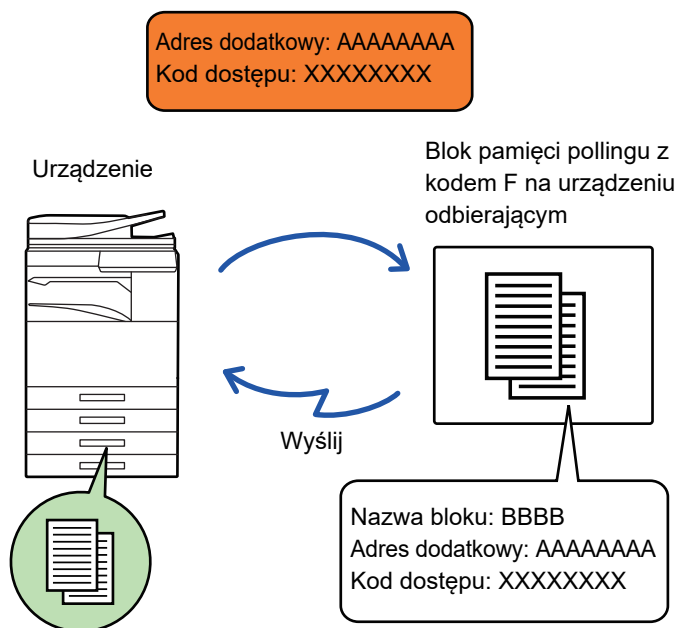 Adres dodatkowy: AAAAAAAA
Kod dostępu: XXXXXXXX
Urządzenie
Blok pamięci pollingu z
kodem F na urządzeniu
odbierającym
Wyślij
Nazwa bloku: BBBB
Adres dodatkowy: AAAAAAAA
Kod dostępu: XXXXXXXX